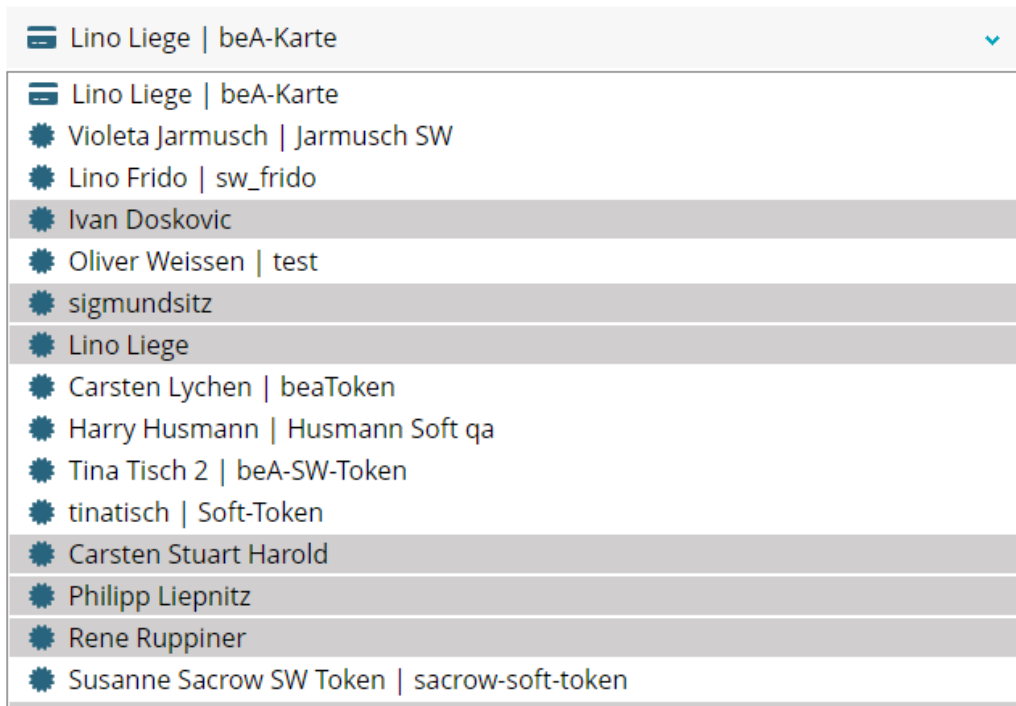 Lino Liege | beA-Karte
Lino Liege | beA-Karte
Violeta Jarmusch | Jarmusch SW
Lino Frido | sw_frido
Ivan Doskovic
Oliver Weissen | test
sigmundsitz
Lino Liege
Carsten Lychen | beaToken
Harry Husmann | Husmann Soft qa
Tina Tisch 2 | beA-SW-Token
tinatisch | Soft-Token
Carsten Stuart Harold
Philipp Liepnitz
Rene Ruppiner
Susanne Sacrow SW Token | sacrow-soft-token